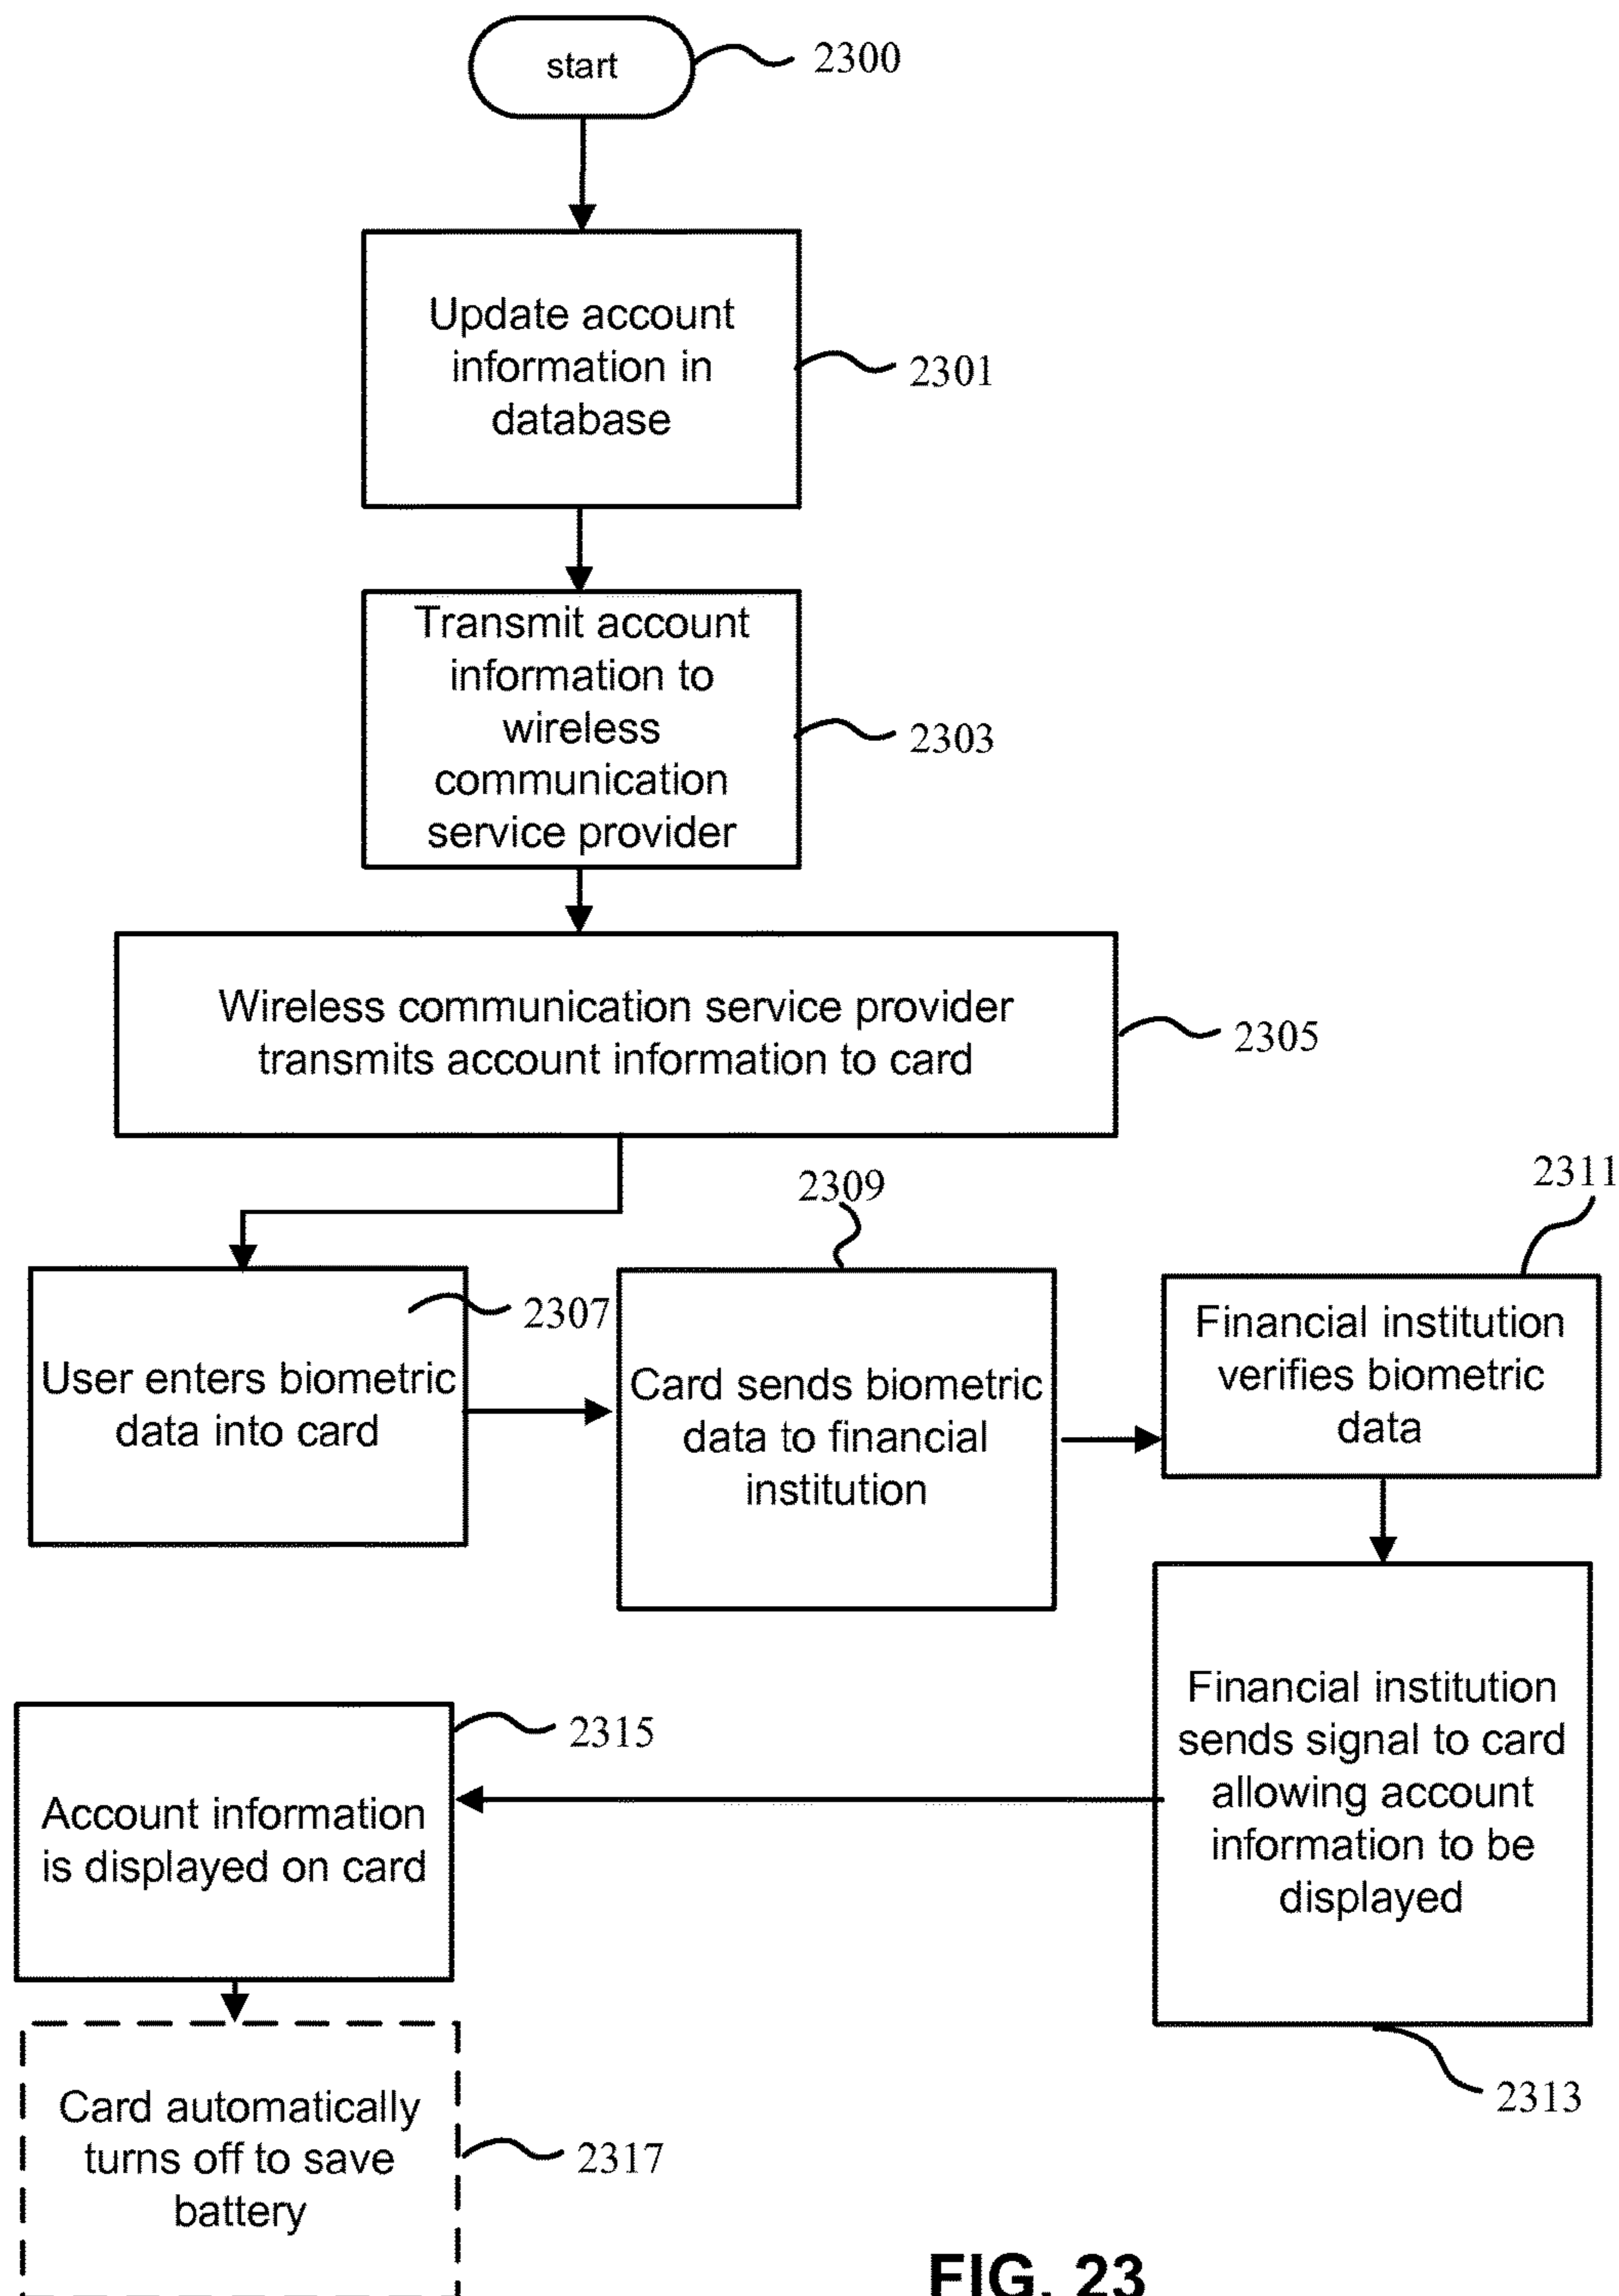 start
2300
Update account
information in
database
2301
Transmit account
information to
wireless
communication
service provider
2303
Wireless communication service provider
transmits account information to card
2305
2307
User enters biometric
data into card
2309
Card sends biometric
data to financial
institution
2311
Financial institution
verifies biometric
data
Financial institution
sends signal to card
allowing account
information to be
displayed
2313
2315
Account information
is displayed on card
Card automatically
turns off to save
battery
2317
FIG. 23